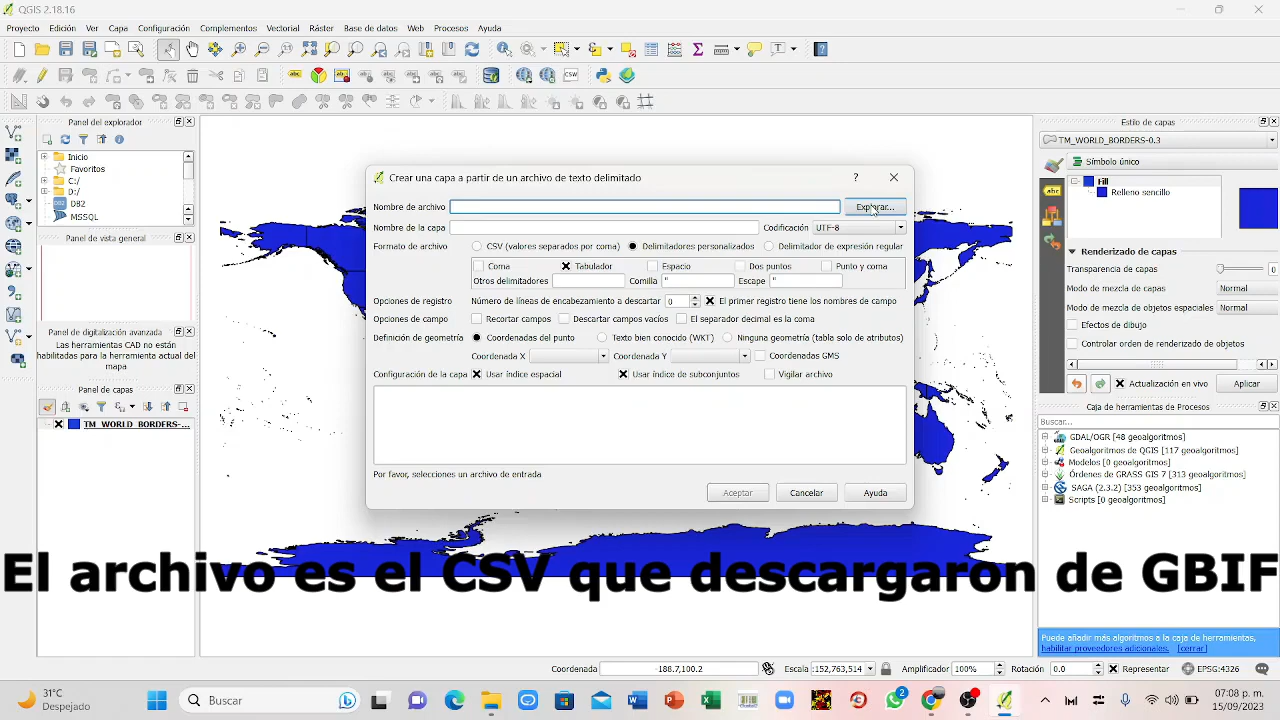 QGIS 2.18.16
Proyecto Edición Ver Capa Configuración Complementos Vectorial Ráster Base de datos Web Procesos Ayuda
Panel del explorador
Inicio
Favoritos
C:/
D:/
DB2
MSSQL
Panel de vista general
Panel de digitalización avanzada
Las herramientas CAD no están
habilitadas para la herramienta actual del
mapa
Panel de capas
TM_WORLD_BORDERS-...
Crear una capa a partir de un archivo de texto delimitado
Nombre de archivo Explorar...
Nombre de la capa Codificación UTF-8
Formato de archivo CSV (valores separados por coma) Delimitadores personalizados Delimitador de expresión regular
Coma Tabulador Espacio Dos puntos Punto y coma
Otros delimitadores Comilla " Escape "
Opciones de registro Número de líneas de encabezamiento a descartar 0 El primer registro tiene los nombres de campo
Opciones de campo Recortar campos Descartar campos vacíos El separador decimal es la coma
Definición de geometría Coordenadas del punto Texto bien conocido (WKT) Ninguna geometría (tabla solo de atributos)
Coordenada X Coordenada Y Coordenadas GMS
Configuración de la capa Usar índice espacial Usar índice de subconjuntos Vigilar archivo
Por favor, selecciones un archivo de entrada
Aceptar Cancelar Ayuda
El archivo es el CSV que descargaron de GBIF
Estilo de capas
TM_WORLD_BORDERS-0.3
Símbolo único
Fill
Relleno sencillo
Renderizado de capas
Transparencia de capas 0
Modo de mezcla de capas Normal
Modo de mezcla de objetos especiales Normal
Efectos de dibujo
Controlar orden de renderizado de objetos
Actualización en vivo Aplicar
Caja de herramientas de Procesos
Buscar...
GDAL/OGR [48 geoalgoritmos]
Geoalgoritmos de QGIS [117 geoalgoritmos]
Modelos [0 geoalgoritmos]
Órdenes de GRASS GIS 7 [313 geoalgoritmos]
SAGA (2.3.2) [353 geoalgoritmos]
Scripts [0 geoalgoritmos]
Puede añadir más algoritmos a la caja de herramientas,
habilitar proveedores adicionales. [cerrar]
Coordenada -188.7,100.2 Escala :152,763,514 Amplificador 100% Rotación 0.0 Representar EPSG:4326
31°C
Despejado
Buscar
2
07:08 p. m.
15/09/2023